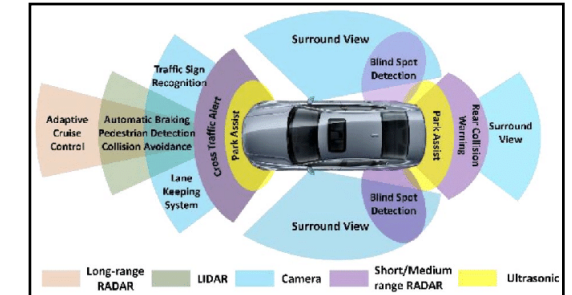 Surround View
Blind Spot
Detection
Traffic Sign
Recognition
Adaptive
Cruise
Control
Automatic Braking
Pedestrian Detection
Collision Avoidance
Cross Traffic Alert
Park Assist
Park Assist
Rear Collision
Warning
Surround
View
Lane
Keeping
System
Blind Spot
Detection
Surround View
Long-range
RADAR
LIDAR
Camera
Short/Medium
range RADAR
Ultrasonic